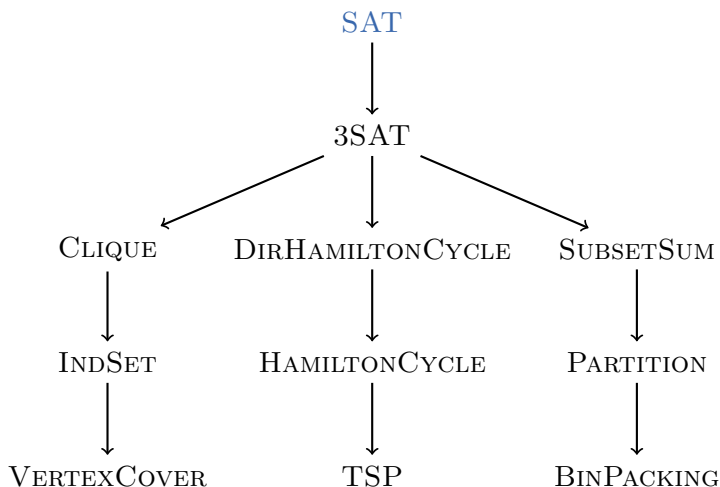 SAT
3SAT
CLIQUE DIRHAMILTONCYCLE SUBSETSUM
INDSET HAMILTONCYCLE PARTITION
VERTEXCOVER TSP BINPACKING